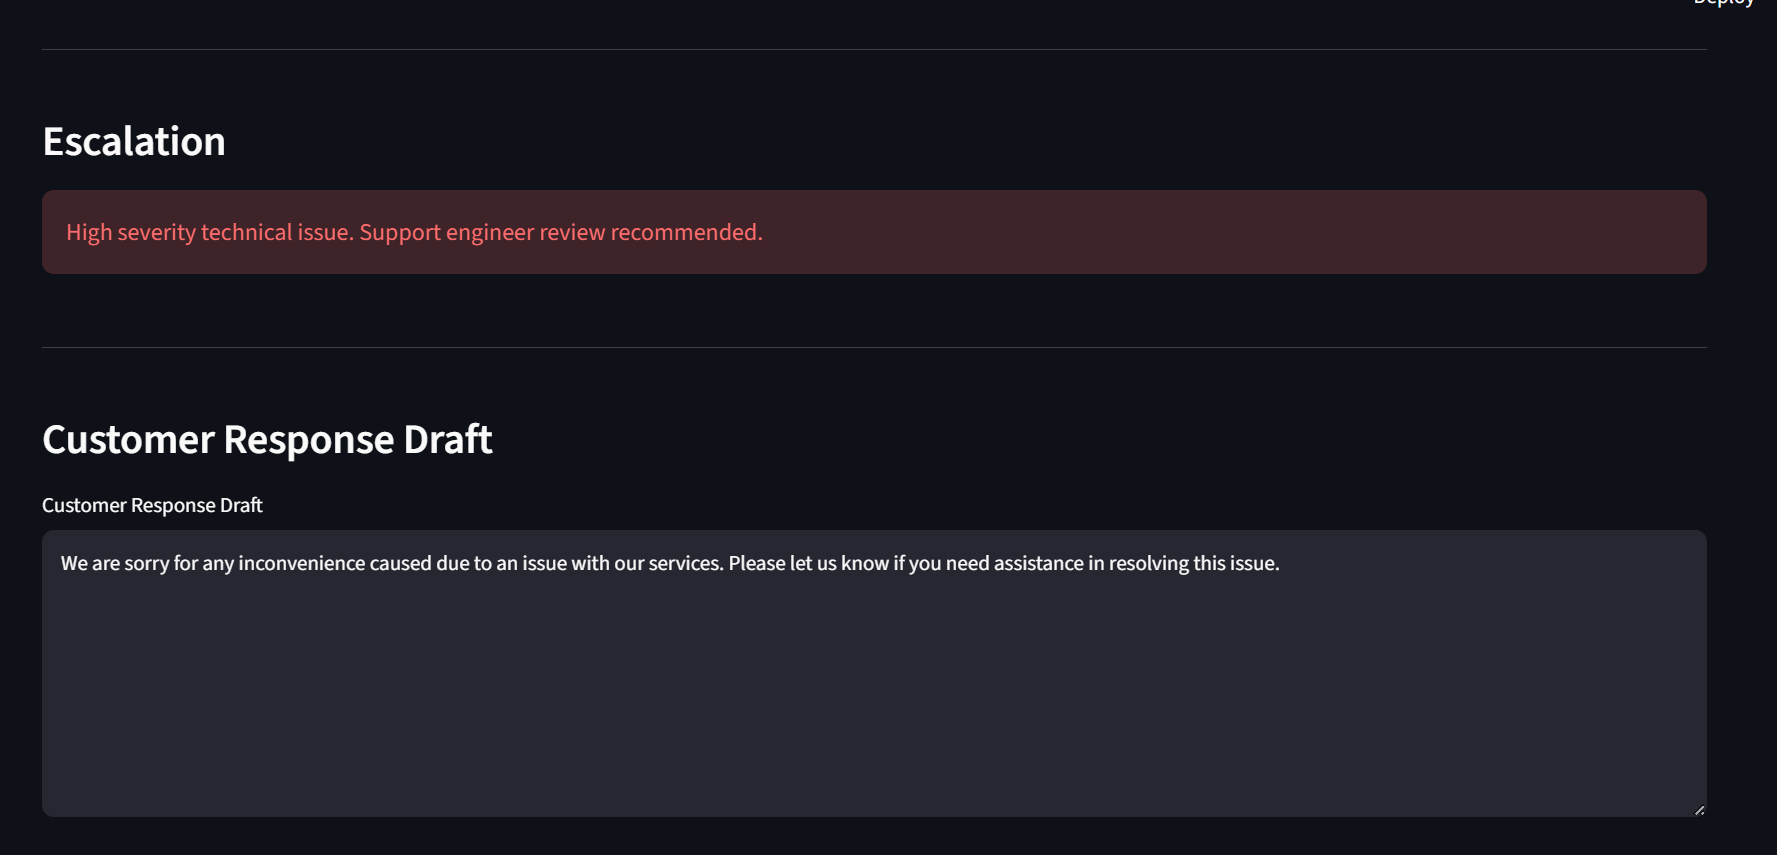 Deploy
Escalation
High severity technical issue. Support engineer review recommended.
Customer Response Draft
Customer Response Draft
We are sorry for any inconvenience caused due to an issue with our services. Please let us know if you need assistance in resolving this issue.